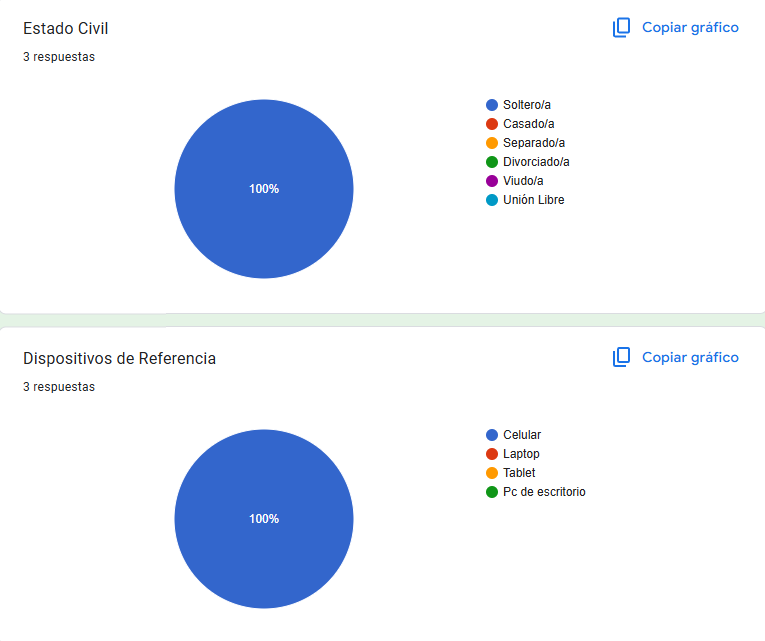 Estado Civil
Copiar gráfico
3 respuestas
100%
Soltero/a
Casado/a
Separado/a
Divorciado/a
Viudo/a
Unión Libre
Dispositivos de Referencia
Copiar gráfico
3 respuestas
100%
Celular
Laptop
Tablet
Pc de escritorio